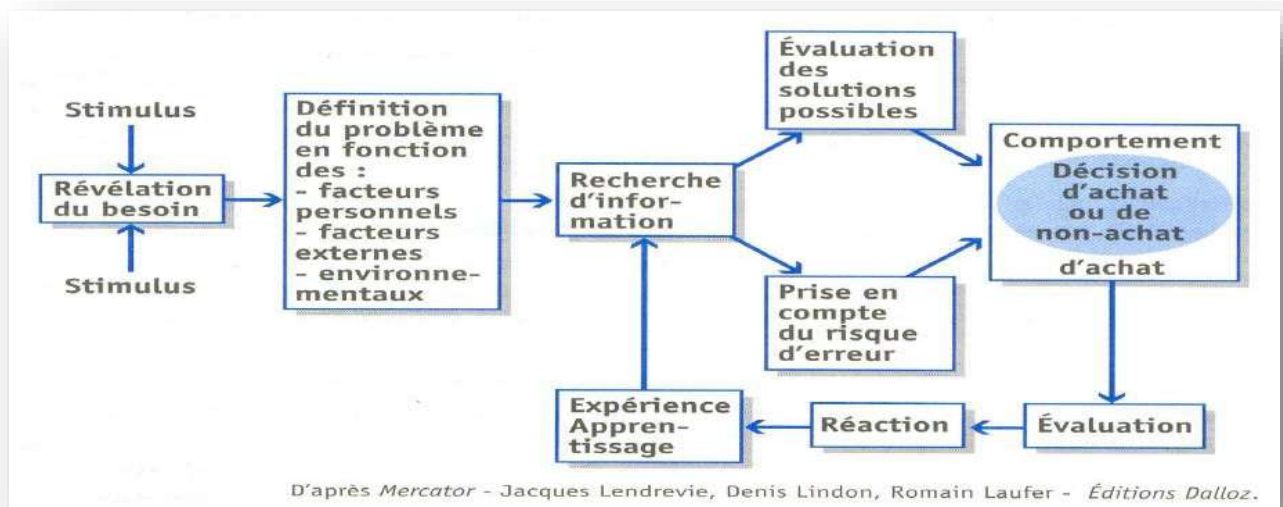 Stimulus
Révélation
du besoin
Stimulus
Définition
du problème
en fonction
des :
- facteurs
personnels
- facteurs
externes
- environne-
mentaux
Recherche
d'infor-
mation
Évaluation
des
solutions
possibles
Prise en
compte
du risque
d'erreur
Comportement
Décision
d'achat
ou de
non-achat
d'achat
Évaluation
Réaction
Expérience
Appren-
tissage
D'après Mercator - Jacques Lendrevie, Denis Lindon, Romain Laufer - Éditions Dalloz.